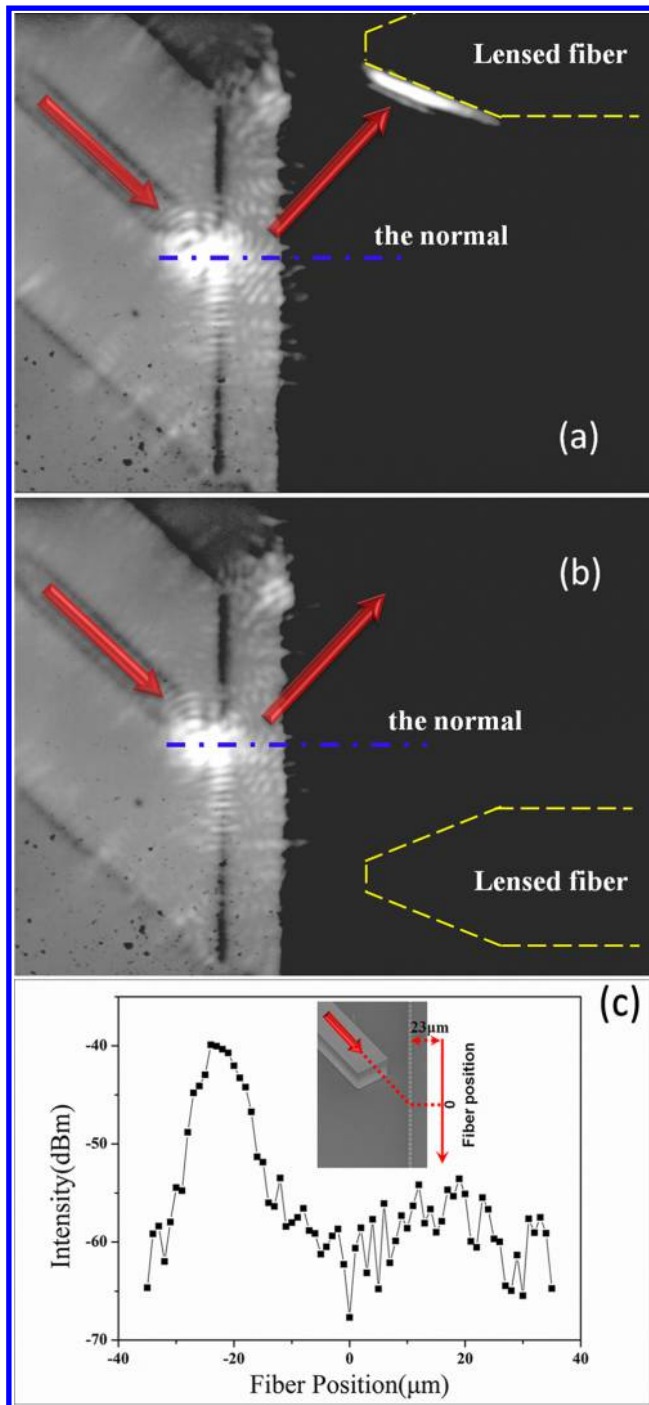 Lensed fiber
the normal
(a)
(b)
the normal
Lensed fiber
(c)
23μm
0
Fiber position
Intensity(dBm)
-40
-50
-60
-70
-40
-20
0
20
40
Fiber Position(μm)